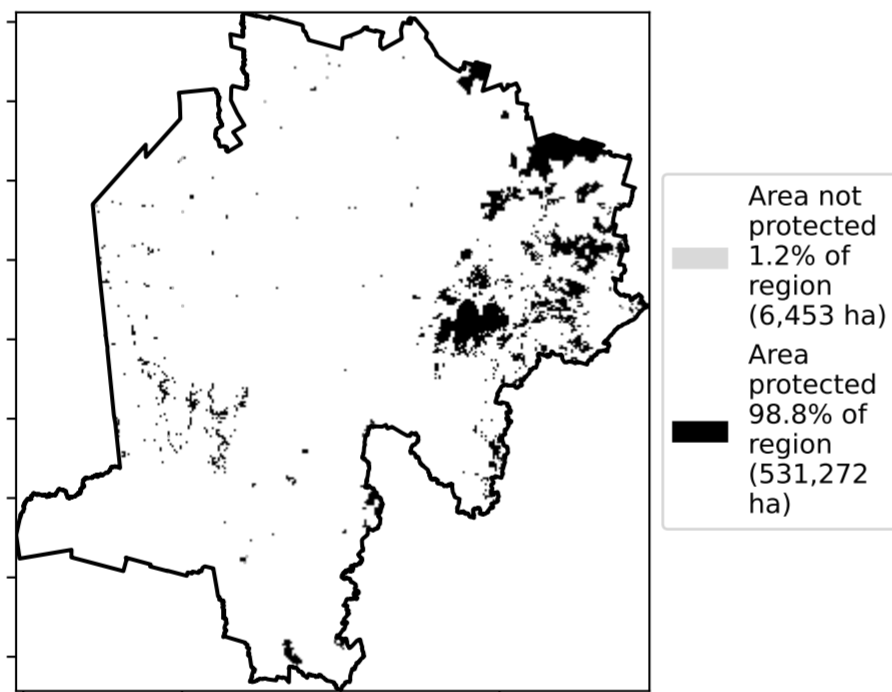 Area not
protected
1.2% of
region
(6,453 ha)
Area
protected
98.8% of
region
(531,272
ha)